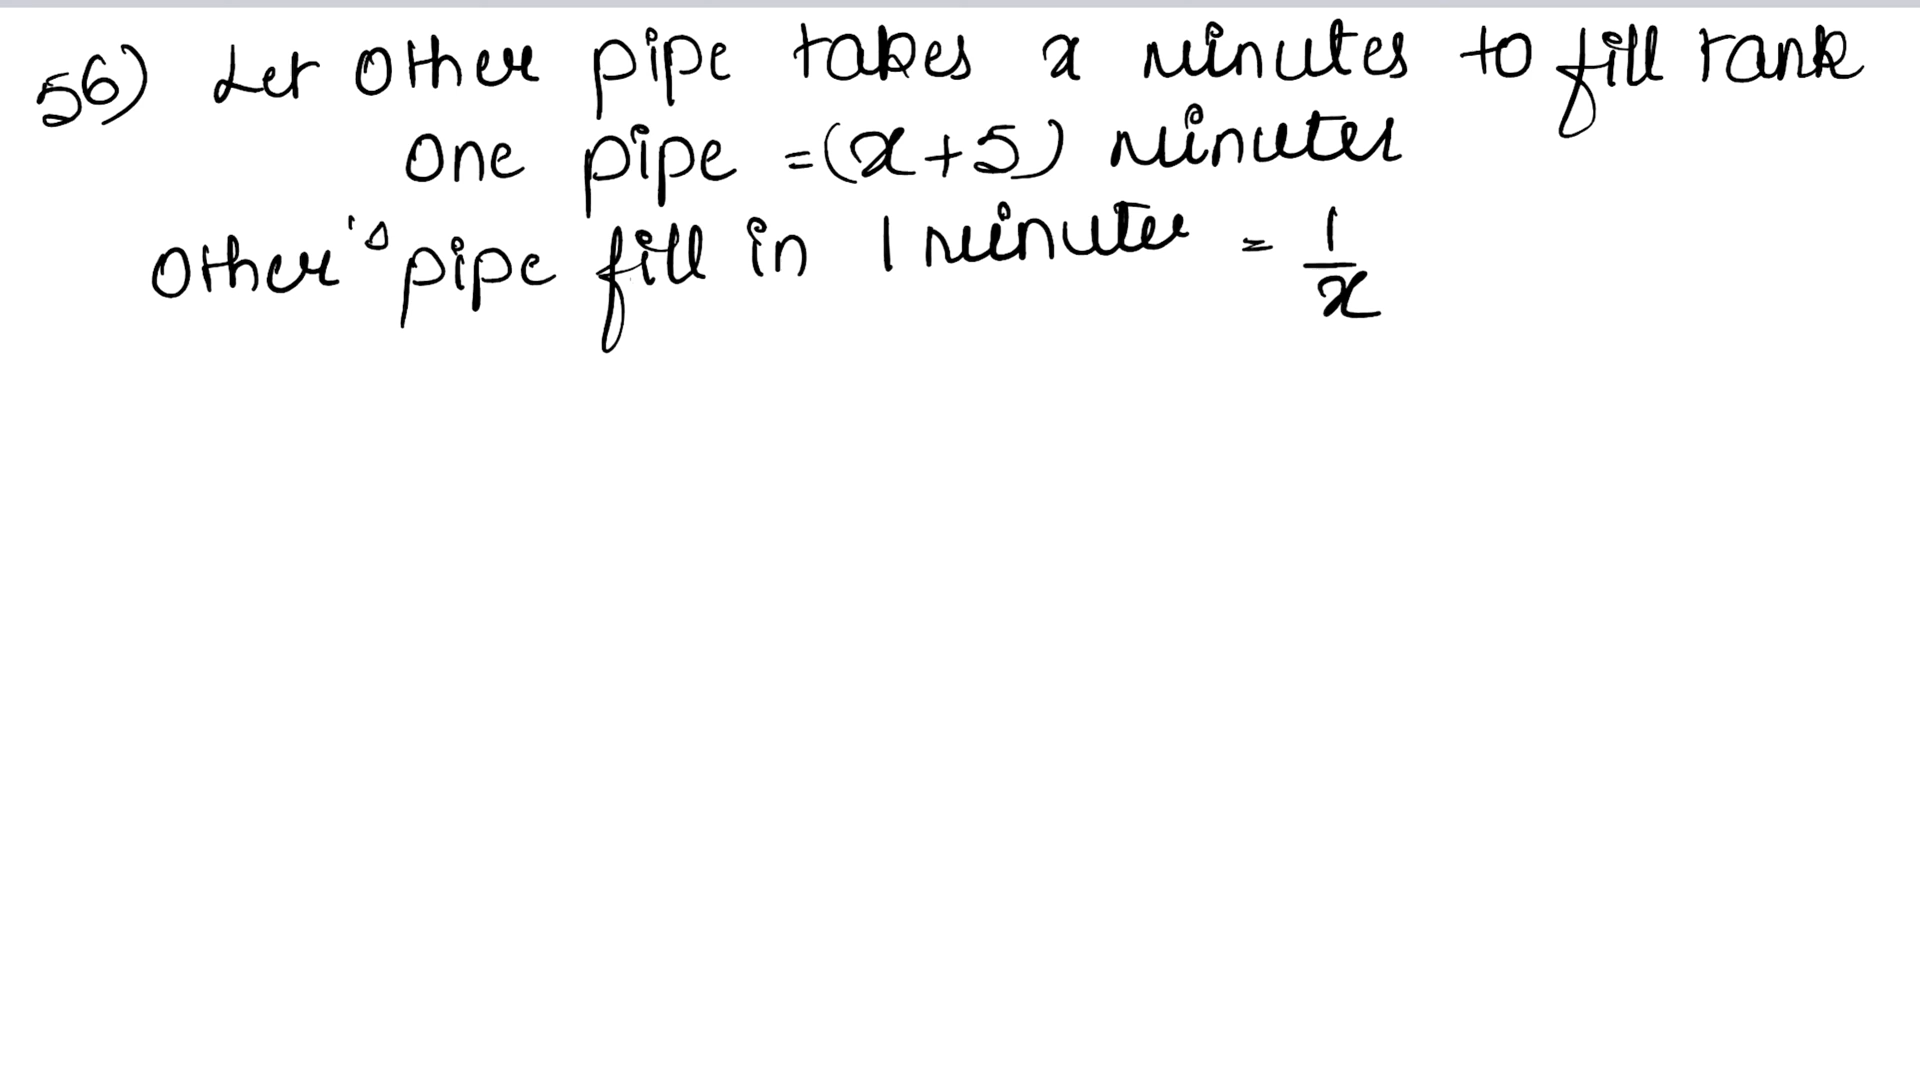 56) Let other pipe takes x minutes to fill tank
one pipe = (x+5) minutes
other's pipe fill in 1 minute = 1/x